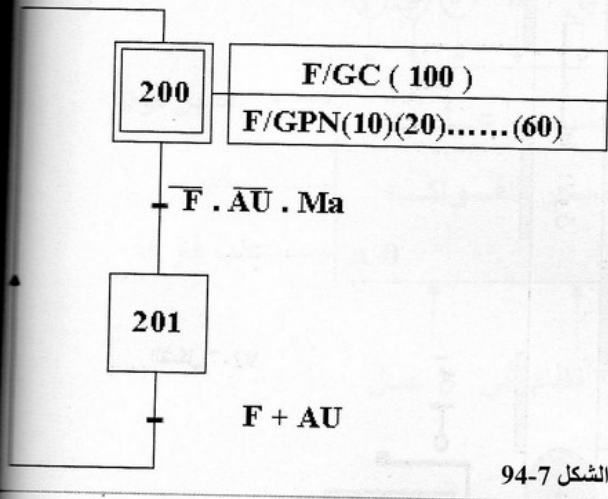 200
F/GC ( 100 )
F/GPN(10)(20)......(60)
F̅ . A̅U̅ . Ma
201
F + AU
الشكل 7-94